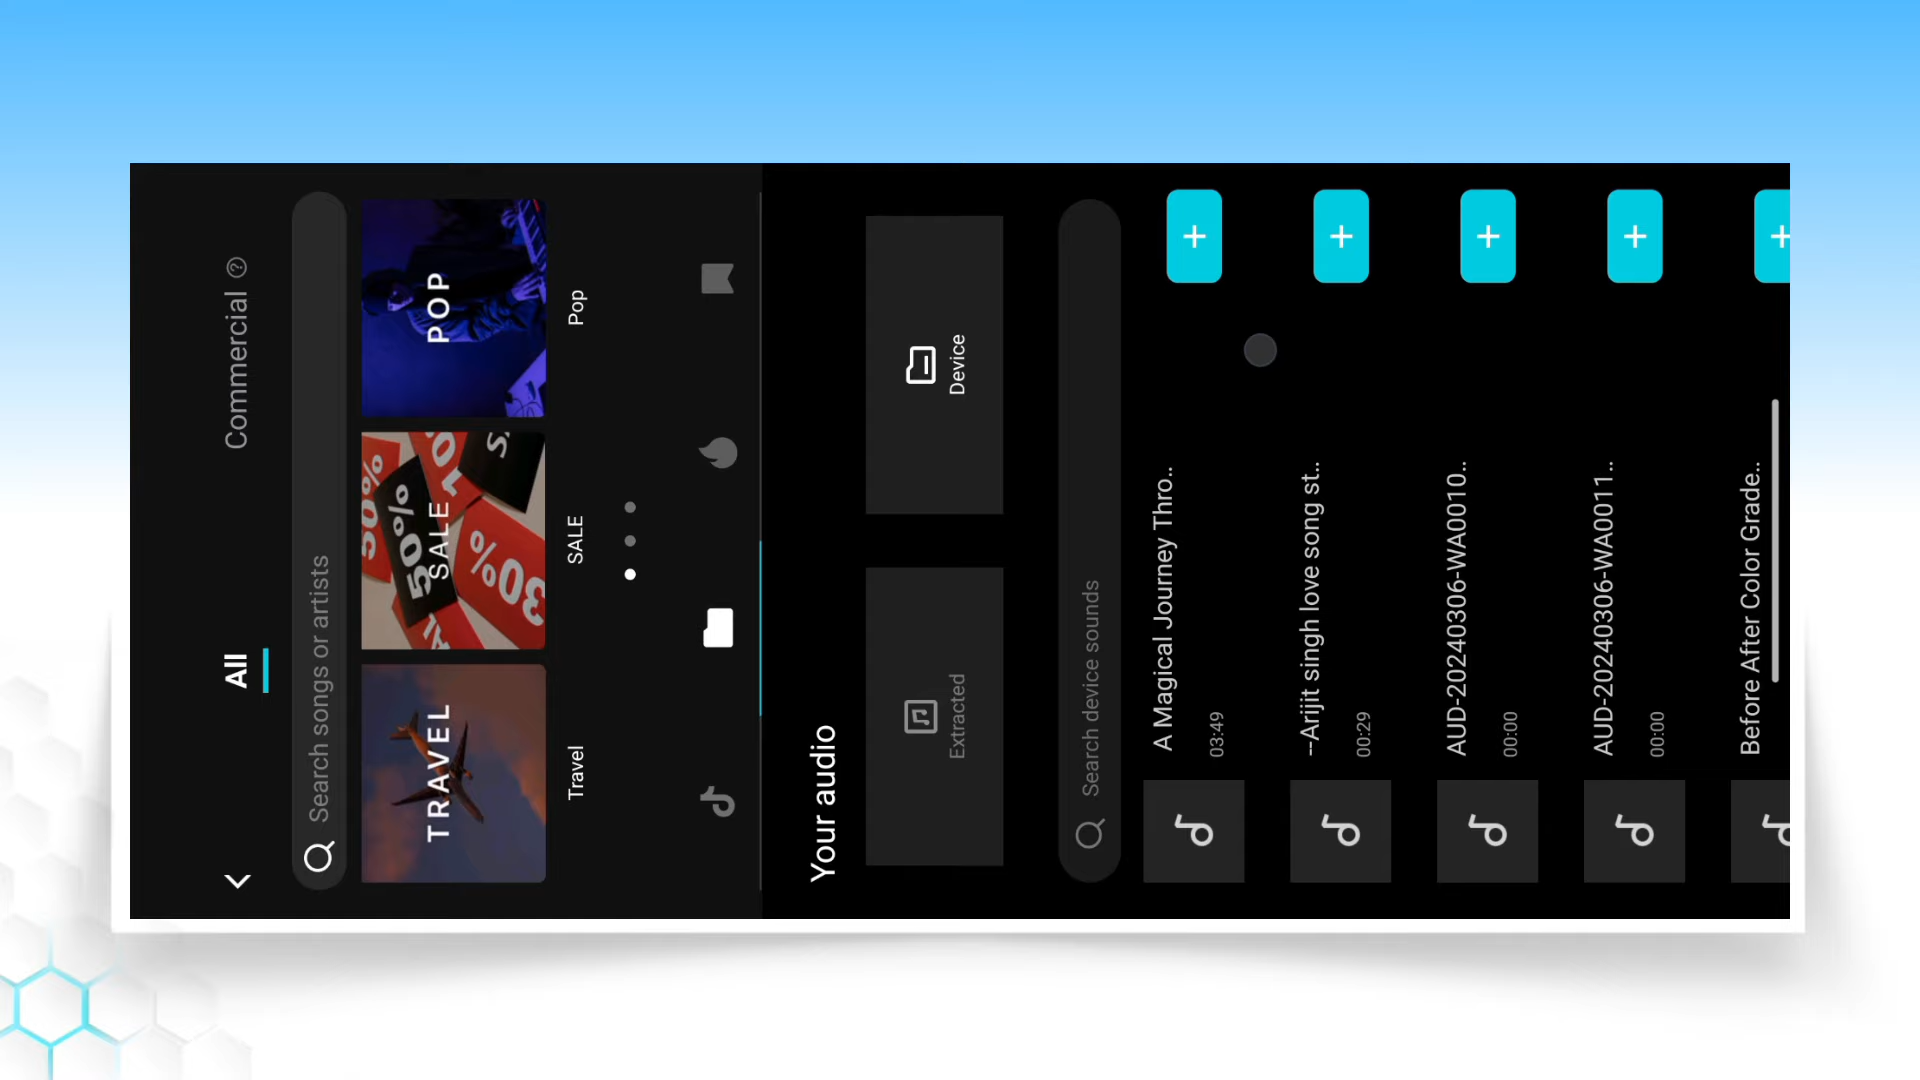 All
Commercial
Search songs or artists
TRAVEL
SALE
POP
Travel
SALE
Pop
Your audio
Extracted
Device
Search device sounds
A Magical Journey Thro..
03:49
--Arijit singh love song st..
00:29
AUD-20240306-WA0010..
00:00
AUD-20240306-WA0011..
00:00
Before After Color Grade..
50%
50%
30%